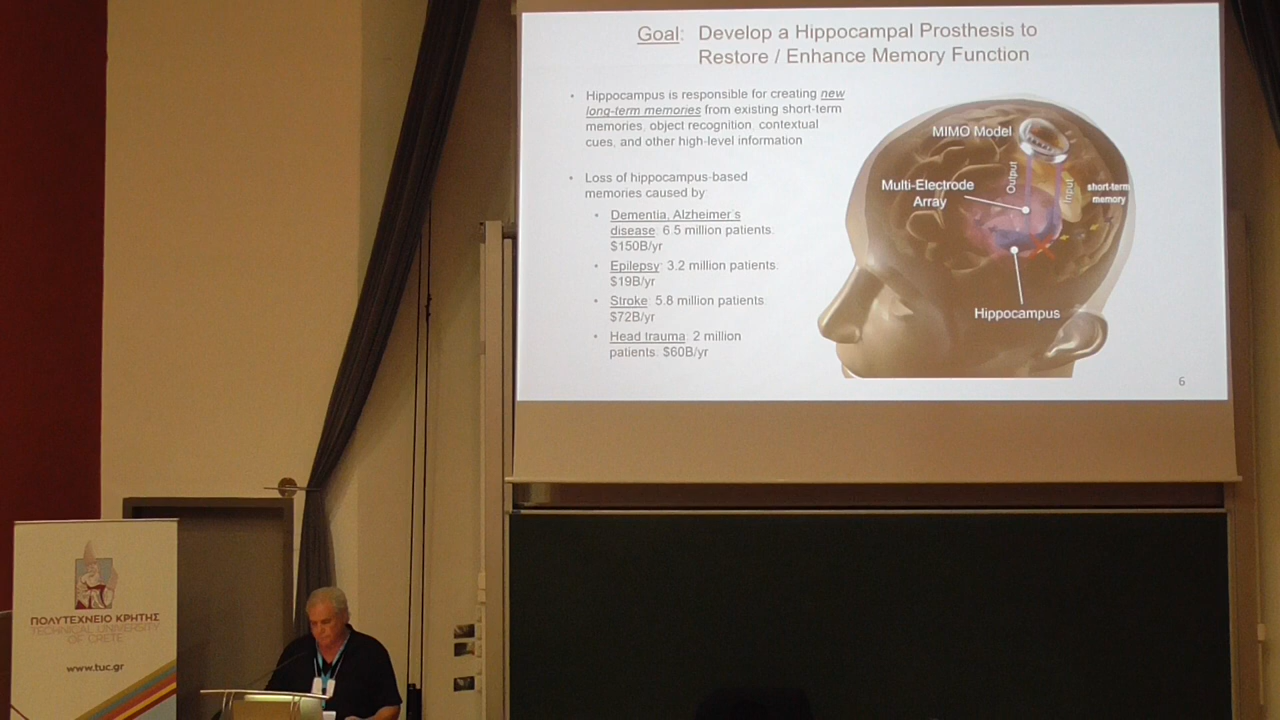 Goal: Develop a Hippocampal Prosthesis to
Restore / Enhance Memory Function
• Hippocampus is responsible for creating new
long-term memories from existing short-term
memories, object recognition, contextual
cues, and other high-level information
• Loss of hippocampus-based
memories caused by:
• Dementia, Alzheimer's
disease: 6.5 million patients.
$150B/yr
• Epilepsy: 3.2 million patients.
$19B/yr
• Stroke: 5.8 million patients.
$72B/yr
• Head trauma: 2 million
patients. $60B/yr
MIMO Model
Output
Input
Multi-Electrode
Array
short-term
memory
Hippocampus
6
ΠΟΛΥΤΕΧΝΕΙΟ ΚΡΗΤΗΣ
TECHNICAL UNIVERSITY
OF CRETE
www.tuc.gr